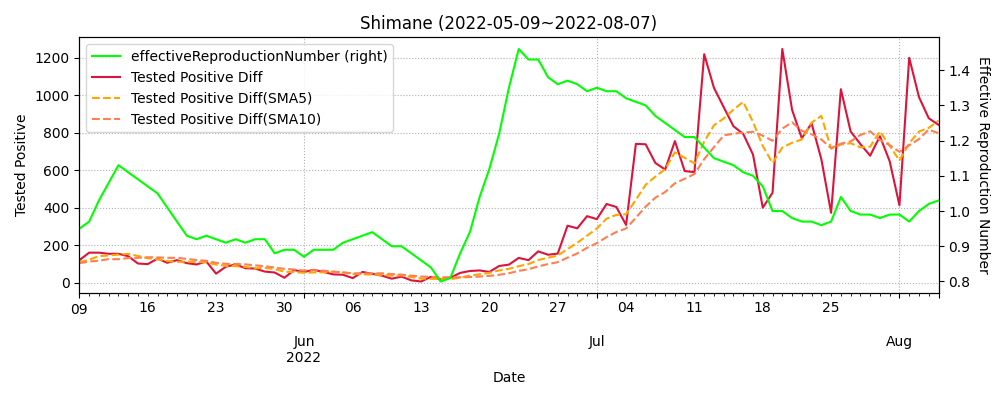 Shimane (2022-05-09~2022-08-07)
effectiveReproductionNumber (right)
Tested Positive Diff
Tested Positive Diff(SMA5)
Tested Positive Diff(SMA10)
Tested Positive
1200
1000
800
600
400
200
0
Effective Reproduction Number
1.4
1.3
1.2
1.1
1.0
0.9
0.8
09 16 23 30 06 13 20 27 04 11 18 25
Jun Jul Aug
2022
Date